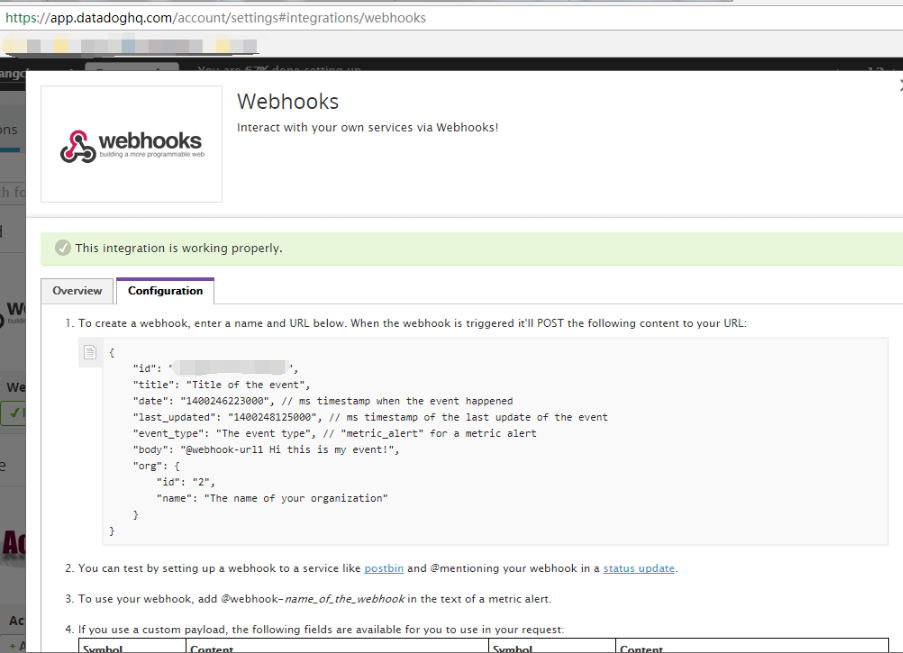 https://app.datadoghq.com/account/settings#integrations/webhooks
You are 67% done setting up
Webhooks
Interact with your own services via Webhooks!
webhooks
building a more programmable web
This integration is working properly.
Overview
Configuration
1. To create a webhook, enter a name and URL below. When the webhook is triggered it'll POST the following content to your URL:
{
"id": "",
"title": "Title of the event",
"date": "1400246223000", // ms timestamp when the event happened
"last_updated": "1400248125000", // ms timestamp of the last update of the event
"event_type": "The event type", // "metric_alert" for a metric alert
"body": "@webhook-url1 Hi this is my event!",
"org": {
"id": "2",
"name": "The name of your organization"
}
}
2. You can test by setting up a webhook to a service like postbin and @mentioning your webhook in a status update.
3. To use your webhook, add @webhook-name_of_the_webhook in the text of a metric alert.
4. If you use a custom payload, the following fields are available for you to use in your request:
Symbol Content Symbol Content